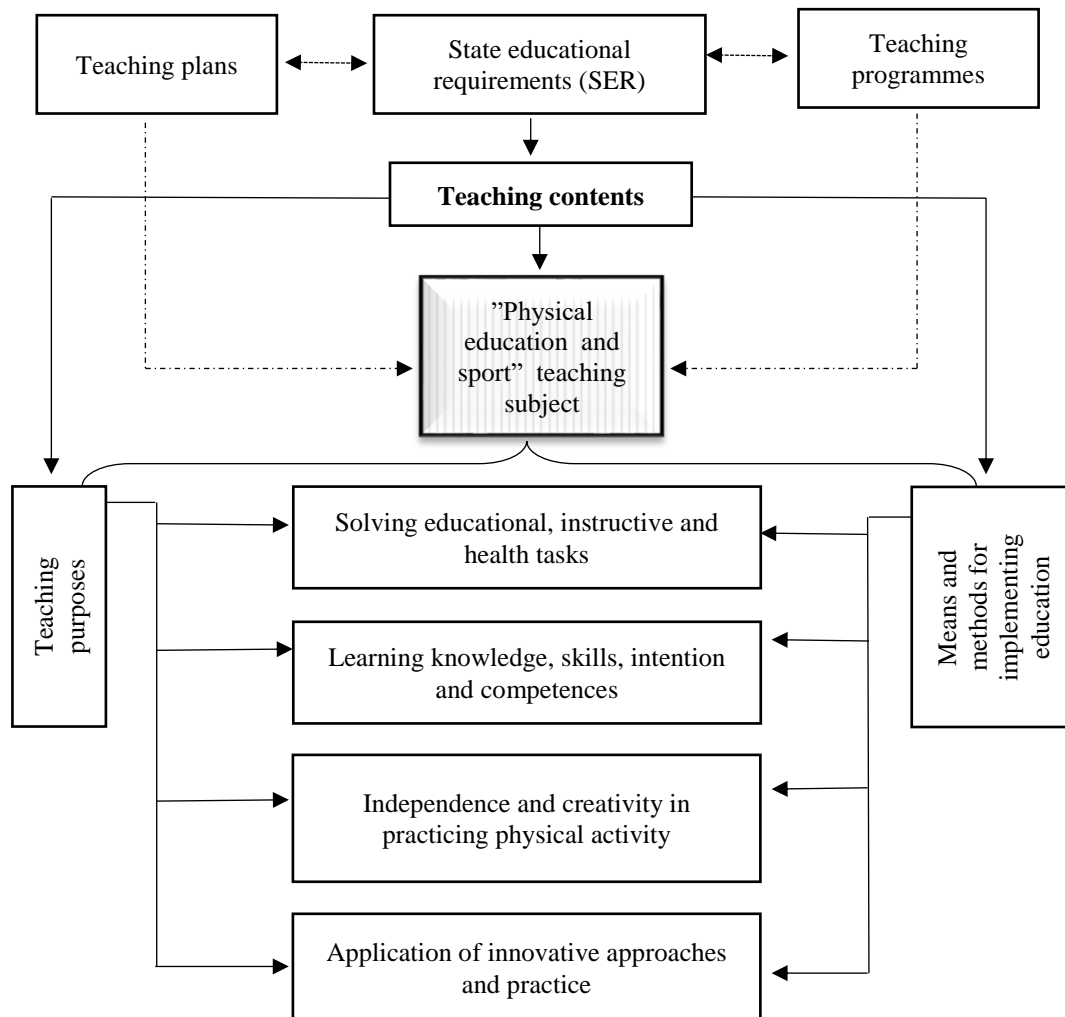 Teaching plans
State educational
requirements (SER)
Teaching
programmes
Teaching contents
”Physical
education and
sport” teaching
subject
Teaching
purposes
Solving educational, instructive and
health tasks
Learning knowledge, skills, intention
and competences
Independence and creativity in
practicing physical activity
Application of innovative approaches
and practice
Means and
methods for
implementing
education